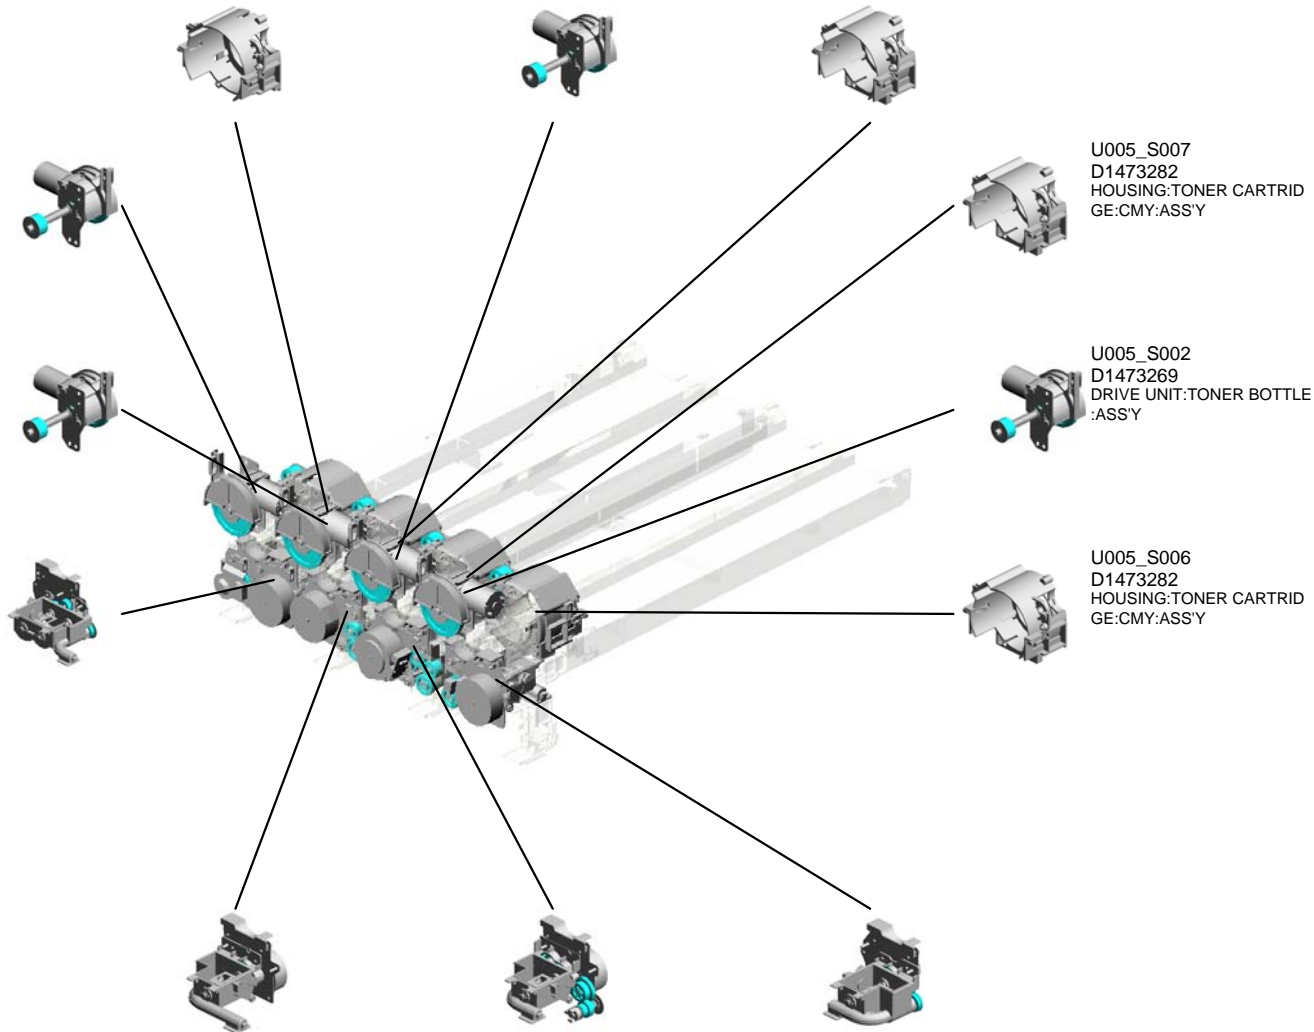 U005_S007
D1473282
HOUSING:TONER CARTRID
GE:CMY:ASS'Y
U005_S002
D1473269
DRIVE UNIT:TONER BOTTLE
:ASS'Y
U005_S006
D1473282
HOUSING:TONER CARTRID
GE:CMY:ASS'Y